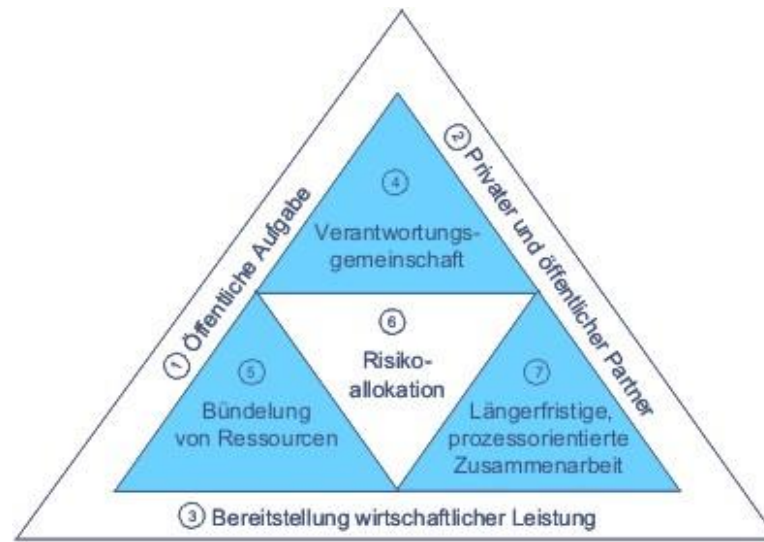 ① Öffentliche Aufgabe
② Privater und öffentlicher Partner
④
Verantwortungs-
gemeinschaft
⑥
Risiko-
allokation
⑤
Bündelung
von Ressourcen
⑦
Längerfristige,
prozessorientierte
Zusammenarbeit
③ Bereitstellung wirtschaftlicher Leistung